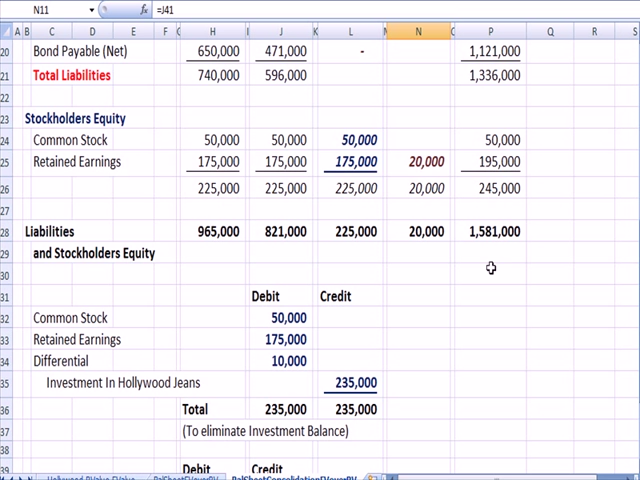 N11 fx =J41
A B C D E F G H I J K L M N O P Q R S
20 Bond Payable (Net) 650,000 471,000 - 1,121,000
21 Total Liabilities 740,000 596,000 1,336,000
22
23 Stockholders Equity
24 Common Stock 50,000 50,000 50,000 50,000
25 Retained Earnings 175,000 175,000 175,000 20,000 195,000
26 225,000 225,000 225,000 20,000 245,000
27
28 Liabilities 965,000 821,000 225,000 20,000 1,581,000
29 and Stockholders Equity
30
31 Debit Credit
32 Common Stock 50,000
33 Retained Earnings 175,000
34 Differential 10,000
35 Investment In Hollywood Jeans 235,000
36 Total 235,000 235,000
37 (To eliminate Investment Balance)
38
39 Debit Credit
BalSheetConsolidationFVoverBV